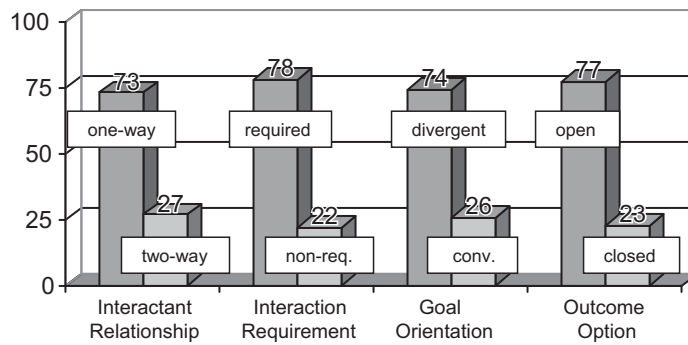 100
75
50
25
0
73
78
74
77
one-way
required
divergent
open
27
22
26
23
two-way
non-req.
conv.
closed
Interactant
Relationship
Interaction
Requirement
Goal
Orientation
Outcome
Option